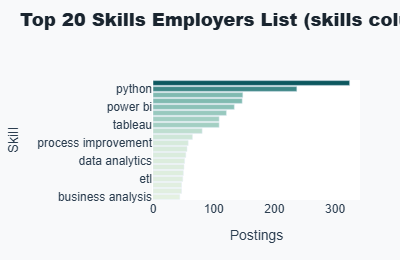 Top 20 Skills Employers List (skills
python
power bi
tableau
process improvement
data analytics
etl
business analysis
Skill
0 100 200 300
Postings